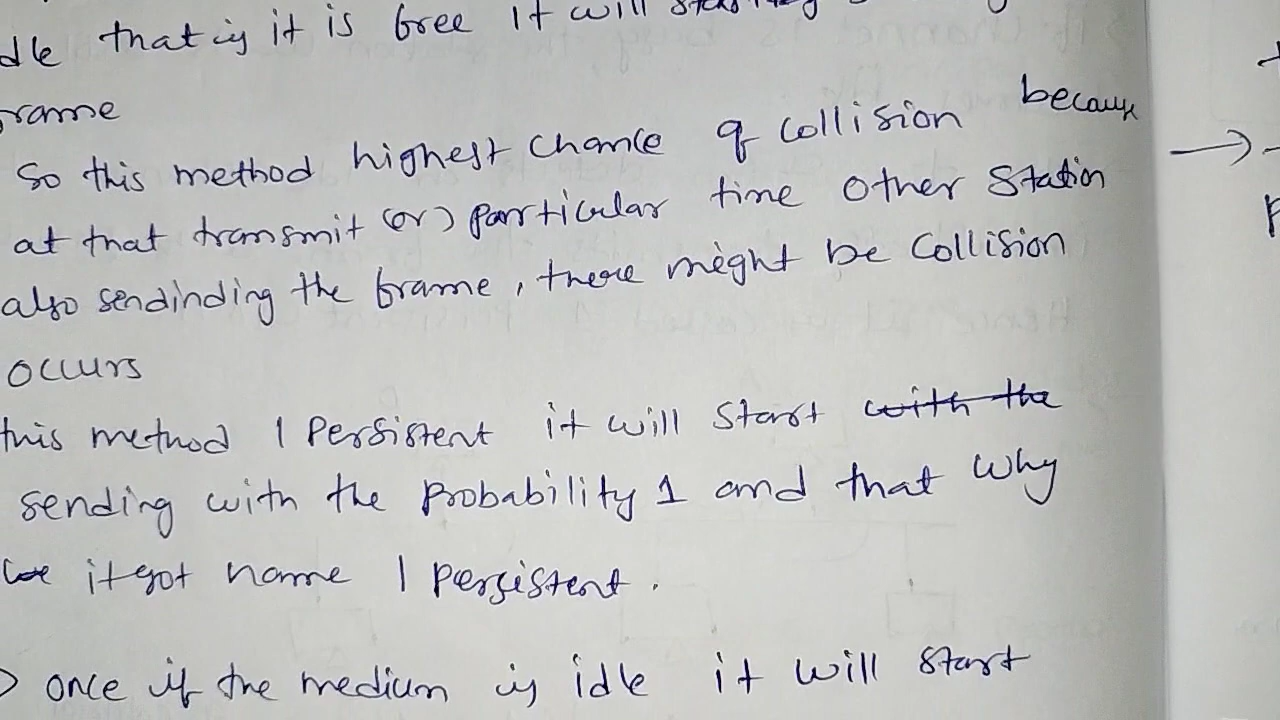 dle that is it is free it will
frame
So this method highest chance of collision because
at that transmit (or) particular time other station
also sendinding the frame, there might be collision
occurs
this method 1 Persistent it will start with the
sending with the Probability 1 and that why
it got name 1 Persistent.
once if the medium is idle it will start